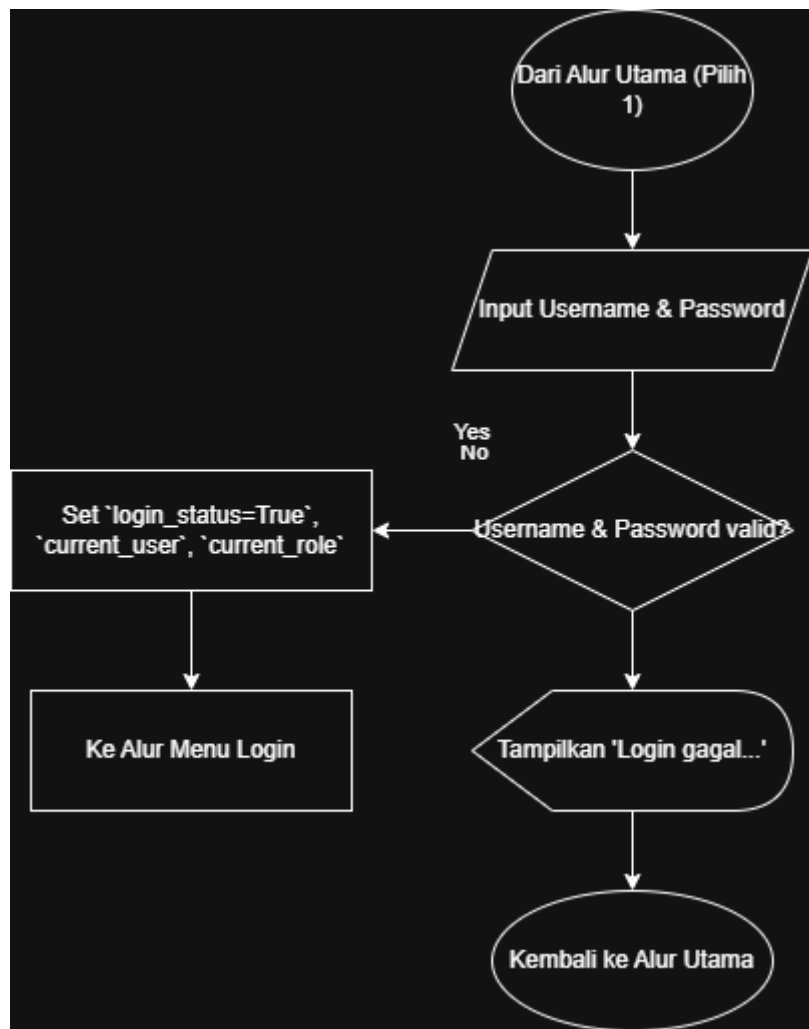 Dari Alur Utama (Pilih
1)
Input Username & Password
Yes
No
Username & Password valid?
Set `login_status=True`,
`current_user`, `current_role`
Ke Alur Menu Login
Tampilkan 'Login gagal...'
Kembali ke Alur Utama